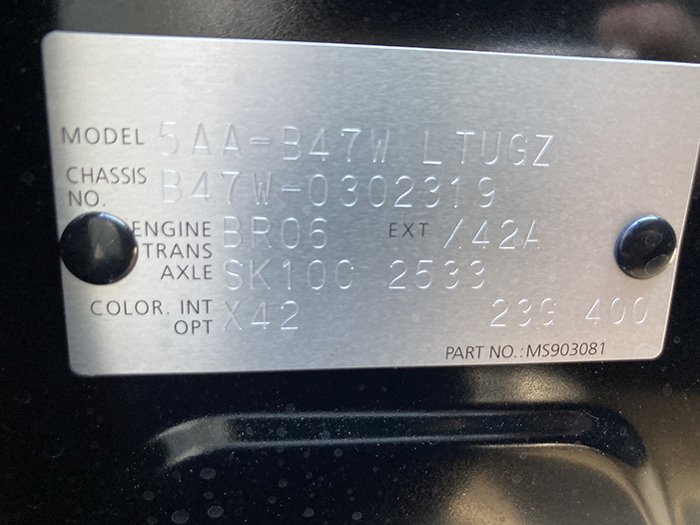 MODEL 5AA-B47W LTUGZ
CHASSIS NO. B47W-0302319
ENGINE BR06 EXT /42A
TRANS AXLE SK10C 2533
COLOR. INT OPT X42 23G 400
PART NO.:MS903081